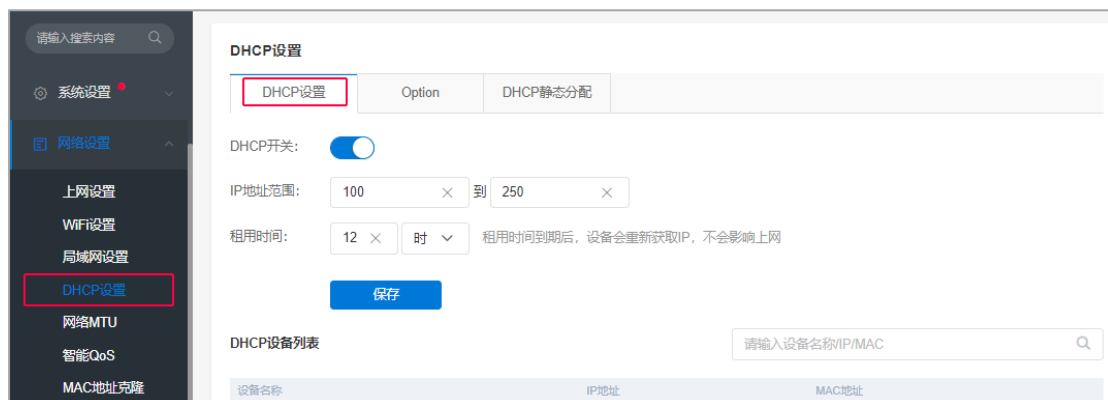 请输入搜索内容
系统设置
网络设置
上网设置
WiFi设置
局域网设置
DHCP设置
网络MTU
智能QoS
MAC地址克隆
DHCP设置
DHCP设置 Option DHCP静态分配
DHCP开关：
IP地址范围： 100 到 250
租用时间： 12 时 租用时间到期后，设备会重新获取IP，不会影响上网
保存
DHCP设备列表 请输入设备名称/IP/MAC
设备名称 IP地址 MAC地址